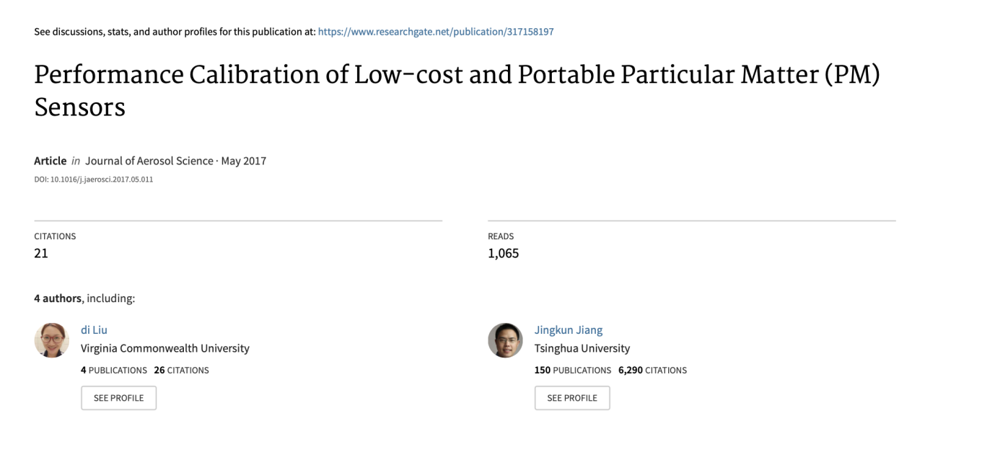 See discussions, stats, and author profiles for this publication at: https://www.researchgate.net/publication/317158197
Performance Calibration of Low-cost and Portable Particular Matter (PM)
Sensors
Article in Journal of Aerosol Science · May 2017
DOI: 10.1016/j.jaerosci.2017.05.011
CITATIONS
21
READS
1,065
4 authors, including:
di Liu
Virginia Commonwealth University
4 PUBLICATIONS 26 CITATIONS
SEE PROFILE
Jingkun Jiang
Tsinghua University
150 PUBLICATIONS 6,290 CITATIONS
SEE PROFILE